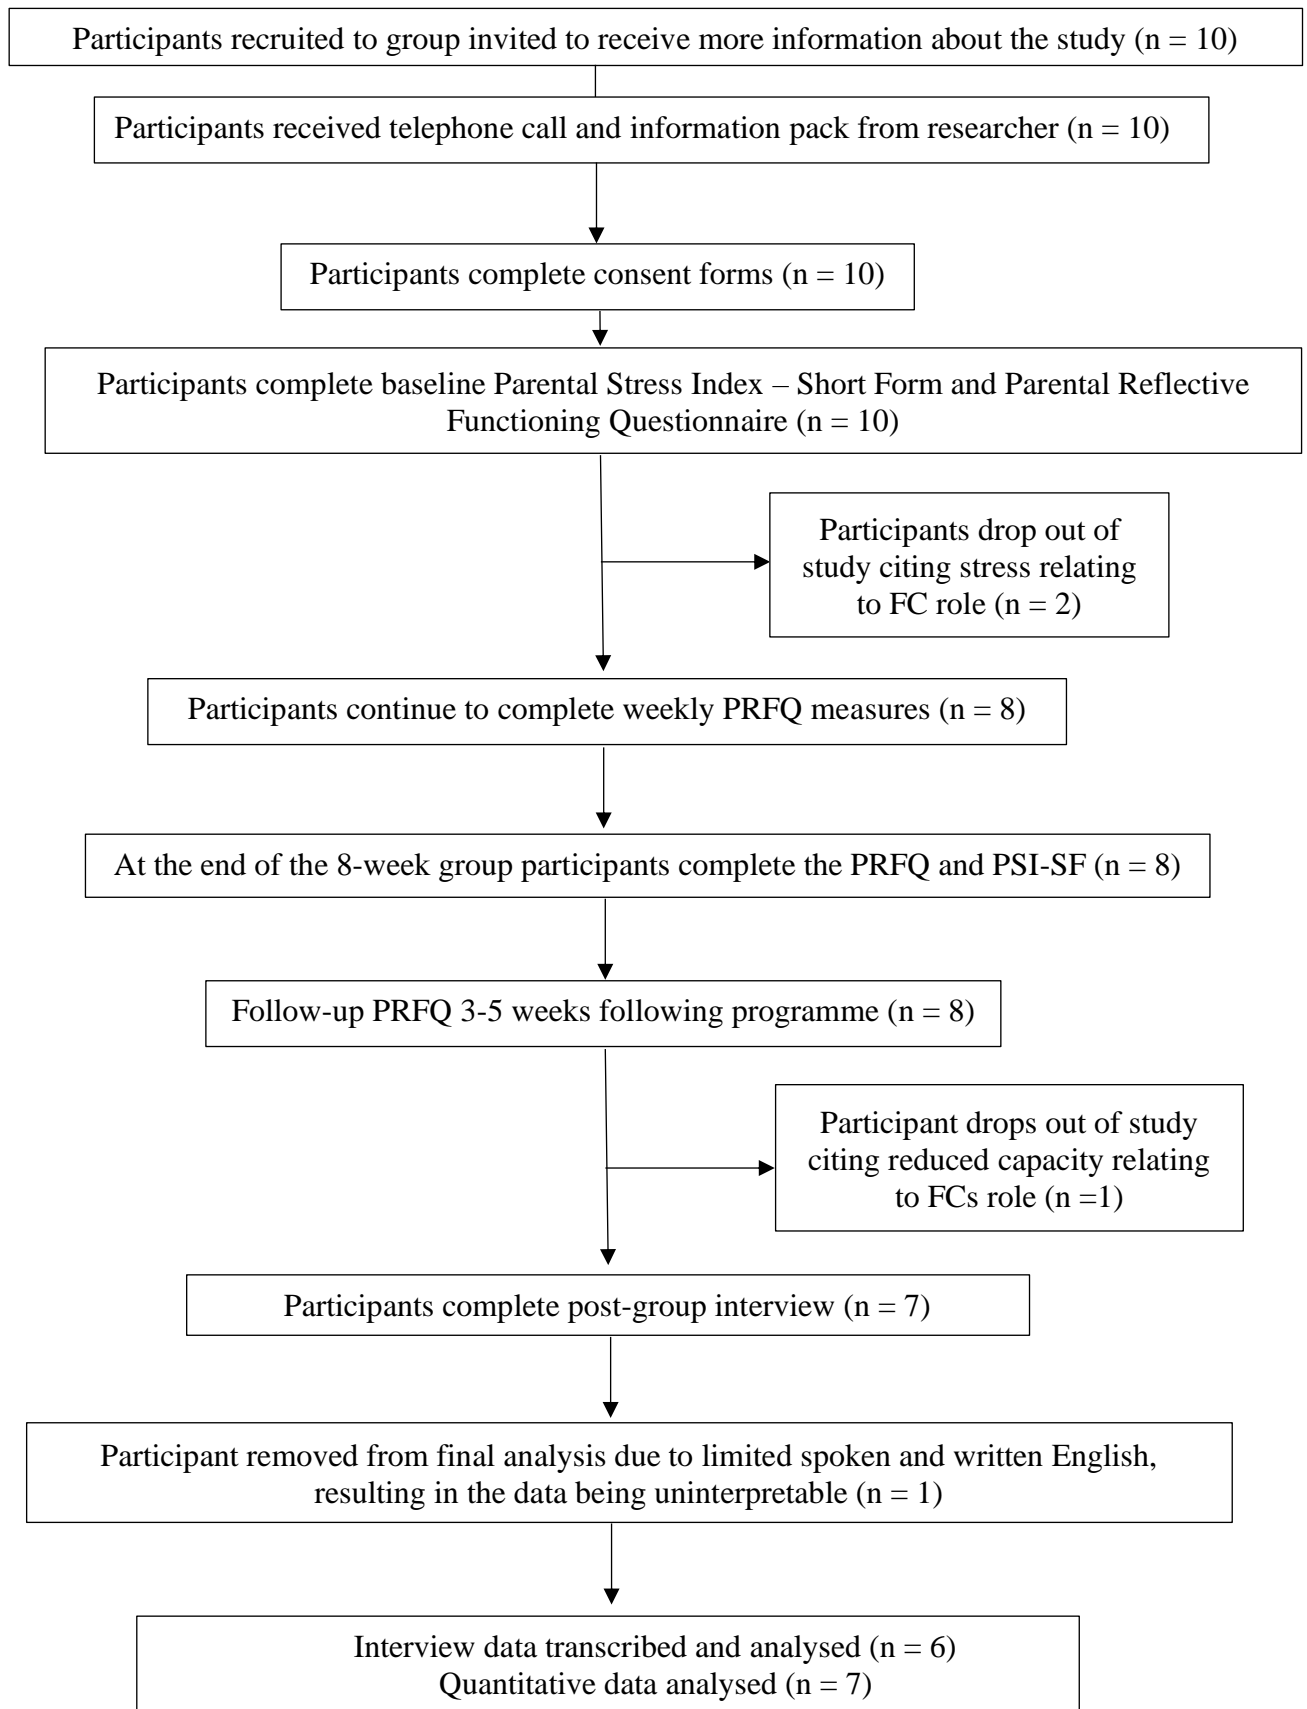 Participants recruited to group invited to receive more information about the study (n = 10)
Participants received telephone call and information pack from researcher (n = 10)
Participants complete consent forms (n = 10)
Participants complete baseline Parental Stress Index – Short Form and Parental Reflective
Functioning Questionnaire (n = 10)
Participants drop out of
study citing stress relating
to FC role (n = 2)
Participants continue to complete weekly PRFQ measures (n = 8)
At the end of the 8-week group participants complete the PRFQ and PSI-SF (n = 8)
Follow-up PRFQ 3-5 weeks following programme (n = 8)
Participant drops out of study
citing reduced capacity relating
to FCs role (n =1)
Participants complete post-group interview (n = 7)
Participant removed from final analysis due to limited spoken and written English,
resulting in the data being uninterpretable (n = 1)
Interview data transcribed and analysed (n = 6)
Quantitative data analysed (n = 7)